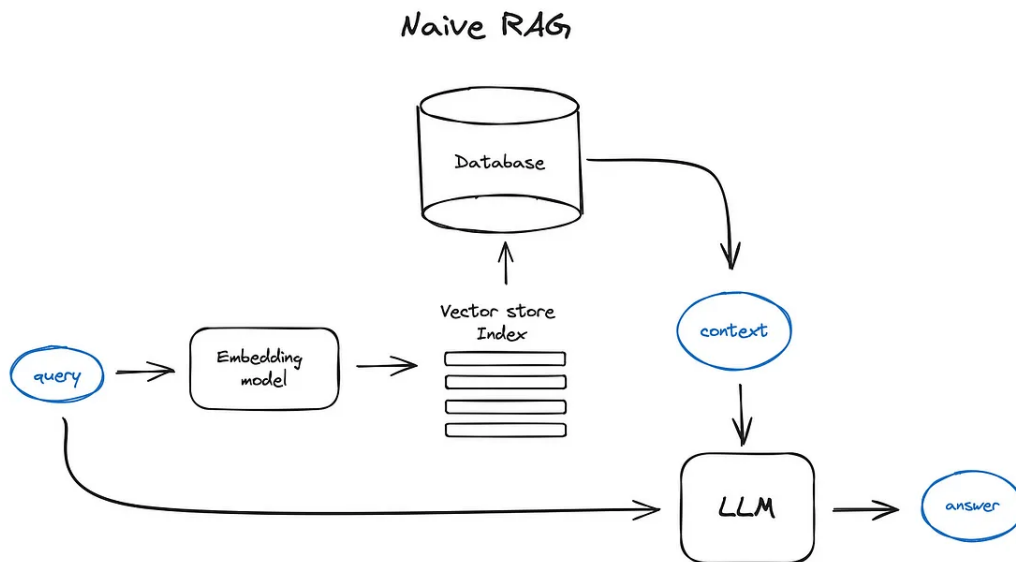 Naive RAG
Database
Vector store
Index
context
query
Embedding
model
LLM
answer